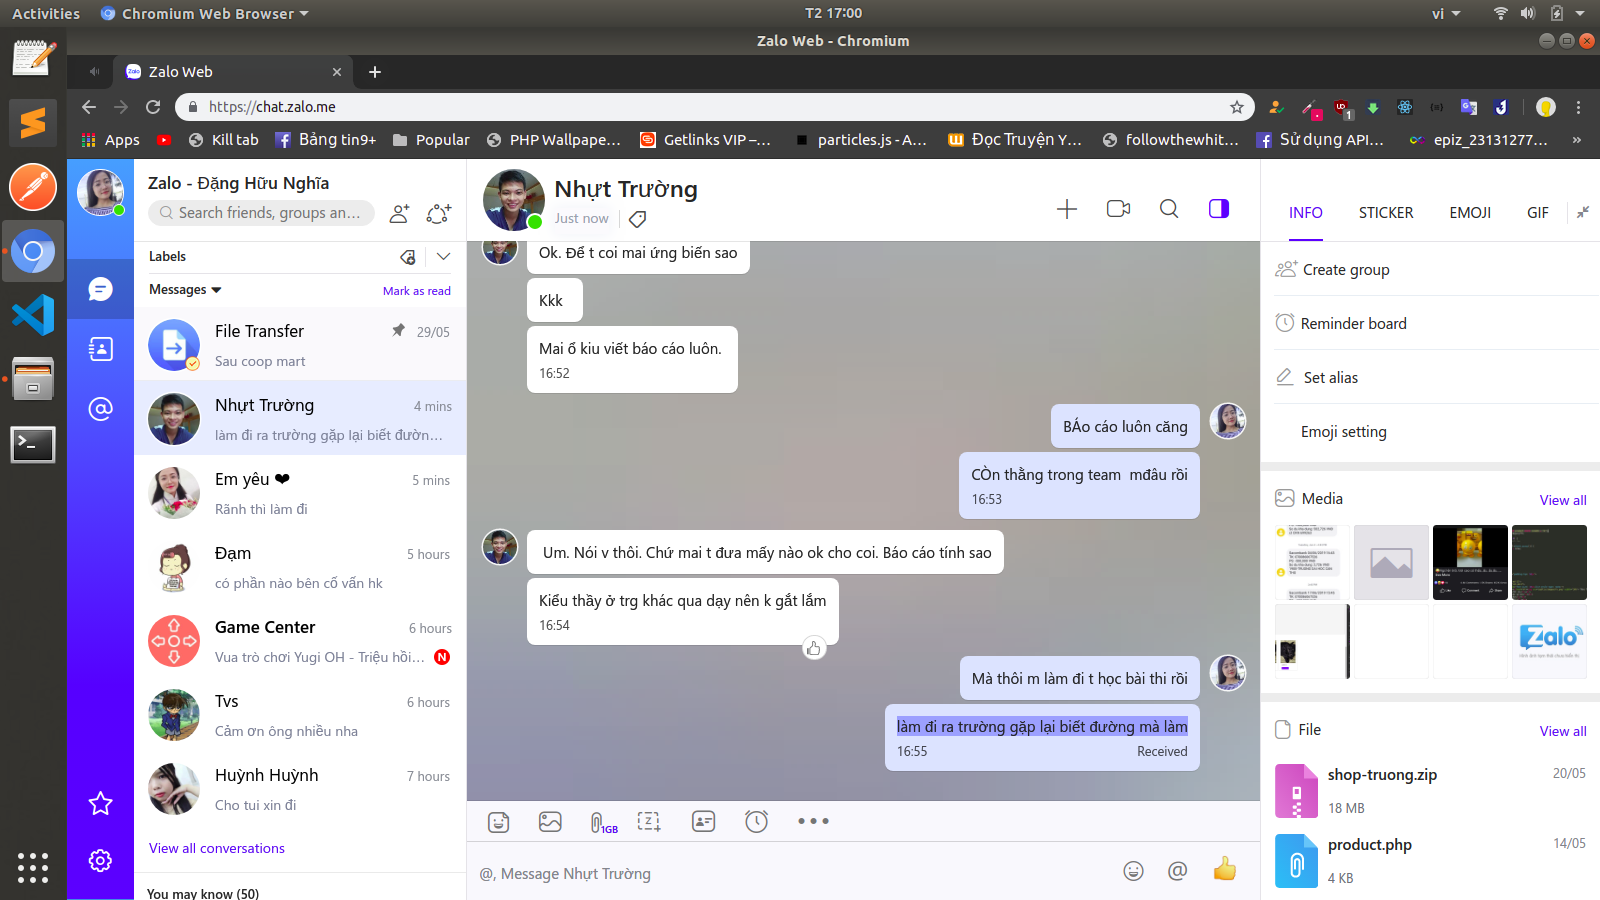 Activities
Chromium Web Browser
T2 17:00
vi
Zalo Web - Chromium
Zalo Web
https://chat.zalo.me
Apps
Kill tab
Bảng tin9+
Popular
PHP Wallpape...
Getlinks VIP –...
particles.js - A...
Đọc Truyện Y...
followthewhit...
Sử dụng API...
epiz_23131277...
»
Zalo - Đặng Hữu Nghĩa
Search friends, groups an...
Labels
Messages
Mark as read
File Transfer
29/05
Sau coop mart
Nhựt Trường
4 mins
làm đi ra trường gặp lại biết đườn...
Em yêu ❤
5 mins
Rãnh thì làm đi
Đạm
5 hours
có phần nào bên cố vấn hk
Game Center
6 hours
Vua trò chơi Yugi OH - Triệu hồi...
N
Tvs
6 hours
Cảm ơn ông nhiều nha
Huỳnh Huỳnh
7 hours
Cho tui xin đi
View all conversations
You may know (50)
Nhựt Trường
Just now
Ok. Để t coi mai ứng biến sao
Kkk
Mai ổ kiu viết báo cáo luôn.
16:52
BÁo cáo luôn căng
CÒn thằng trong team  mđâu rồi
16:53
Um. Nói v thôi. Chứ mai t đưa mấy nào ok cho coi. Báo cáo tính sao
Kiểu thầy ở trg khác qua dạy nên k gắt lắm
16:54
Mà thôi m làm đi t học bài thi rồi
làm đi ra trường gặp lại biết đường mà làm
16:55
Received
1GB
@, Message Nhựt Trường
INFO
STICKER
EMOJI
GIF
Create group
Reminder board
Set alias
Emoji setting
Media
View all
Zalo
File
View all
shop-truong.zip
20/05
18 MB
product.php
14/05
4 KB